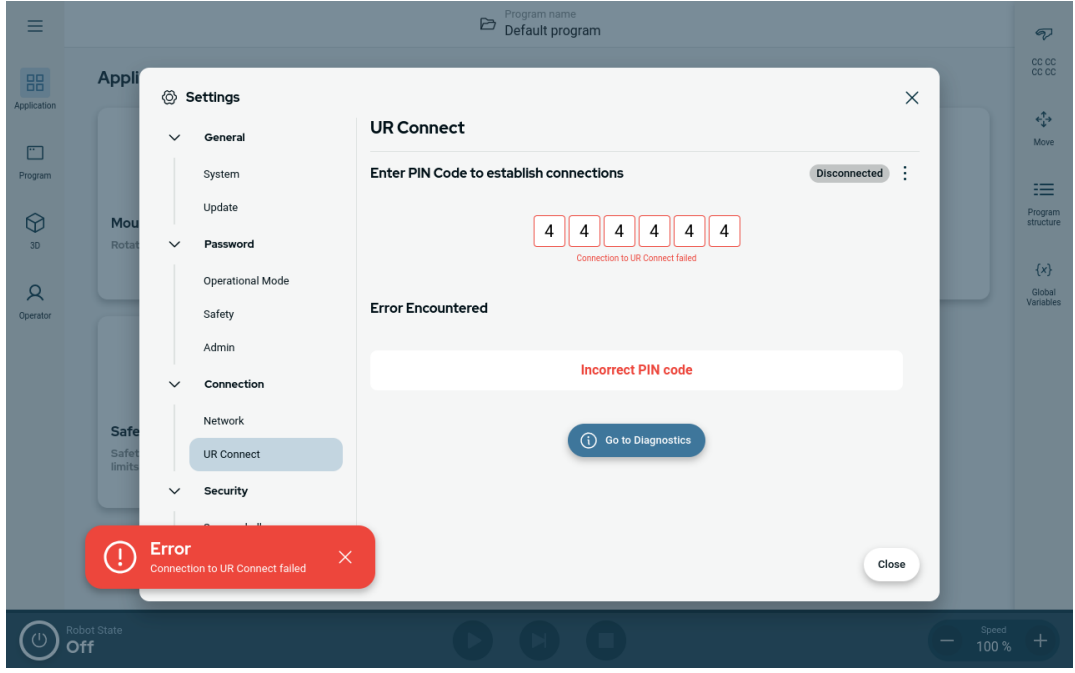 Program name
Default program
Application
Program
3D
Operator
Appli
Mou
Rotat
Safe
Safet
limits
Settings
General
System
Update
Password
Operational Mode
Safety
Admin
Connection
Network
UR Connect
Security
UR Connect
Enter PIN Code to establish connections
Disconnected
4 4 4 4 4 4
Connection to UR Connect failed
Error Encountered
Incorrect PIN code
Go to Diagnostics
Close
Error
Connection to UR Connect failed
CC CC
CC CC
Move
Program
structure
{x}
Global
Variables
Robot State
Off
Speed
100 %